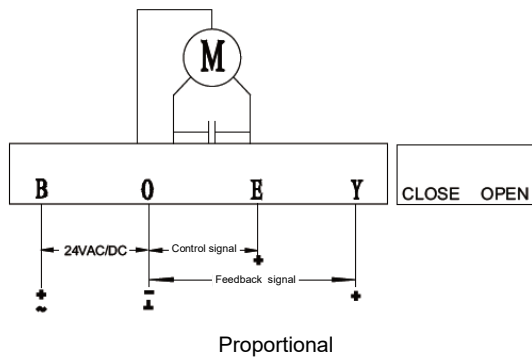 M
B O E Y
CLOSE OPEN
24VAC/DC
Control signal
+
Feedback signal
+ ~
- ⊥
+
Proportional